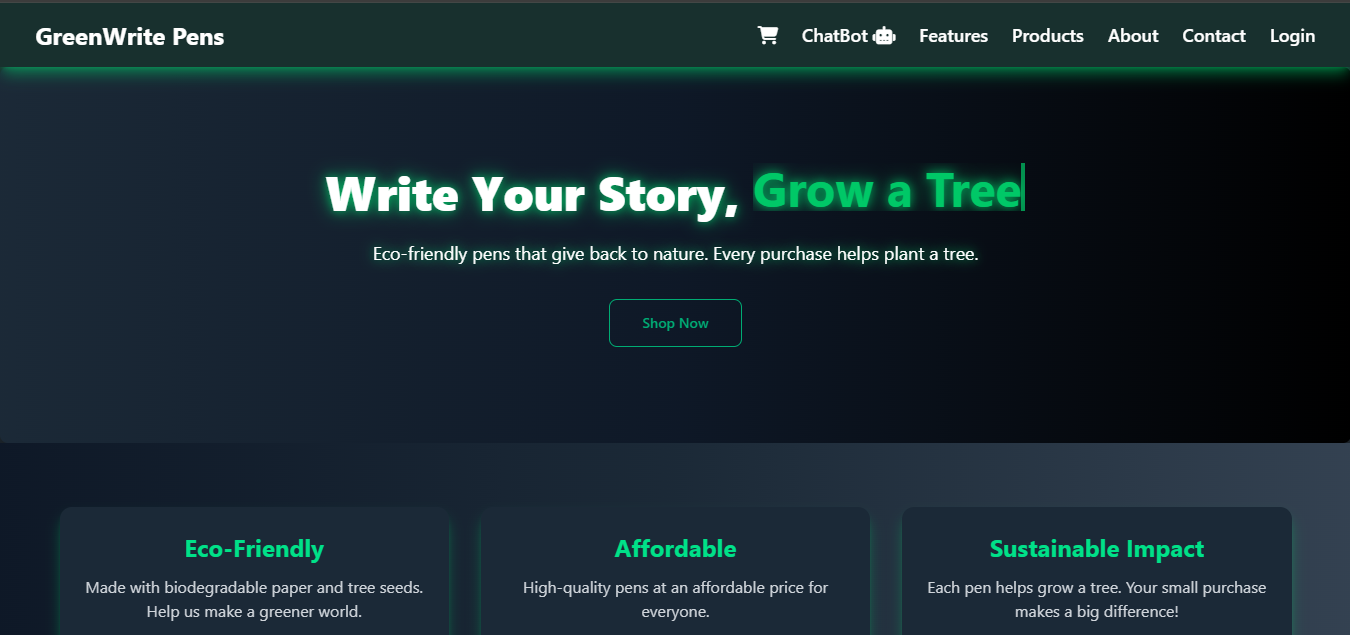 GreenWrite Pens
ChatBot Features Products About Contact Login
Write Your Story, Grow a Tree
Eco-friendly pens that give back to nature. Every purchase helps plant a tree.
Shop Now
Eco-Friendly
Made with biodegradable paper and tree seeds.
Help us make a greener world.
Affordable
High-quality pens at an affordable price for
everyone.
Sustainable Impact
Each pen helps grow a tree. Your small purchase
makes a big difference!